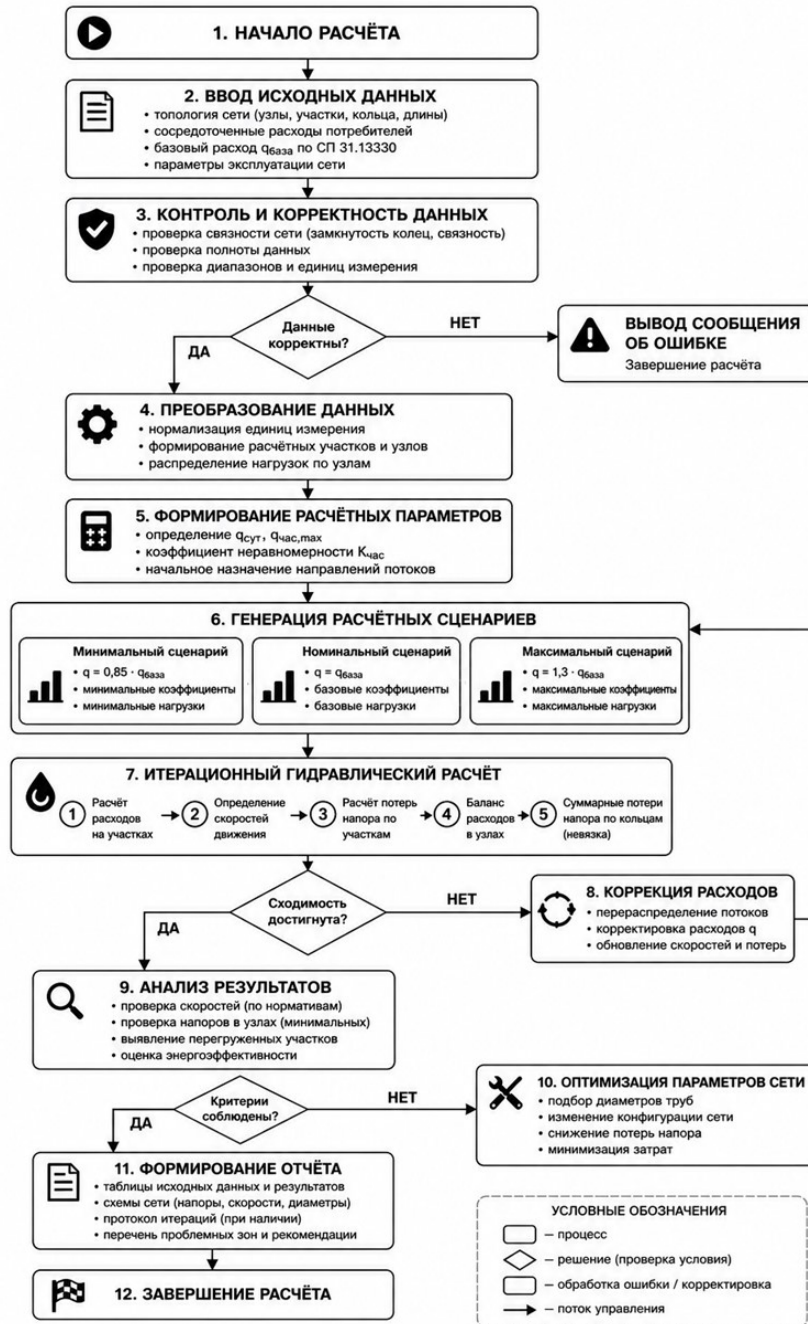 1. НАЧАЛО РАСЧЁТА
2. ВВОД ИСХОДНЫХ ДАННЫХ
• топология сети (узлы, участки, кольца, длины)
• сосредоточенные расходы потребителей
• базовый расход qбаза по СП 31.13330
• параметры эксплуатации сети
3. КОНТРОЛЬ И КОРРЕКТНОСТЬ ДАННЫХ
• проверка связности сети (замкнутость колец, связность)
• проверка полноты данных
• проверка диапазонов и единиц измерения
Данные
корректны?
ДА
НЕТ
ВЫВОД СООБЩЕНИЯ
ОБ ОШИБКЕ
Завершение расчёта
4. ПРЕОБРАЗОВАНИЕ ДАННЫХ
• нормализация единиц измерения
• формирование расчётных участков и узлов
• распределение нагрузок по узлам
5. ФОРМИРОВАНИЕ РАСЧЁТНЫХ ПАРАМЕТРОВ
• определение qсут, qчас,max
• коэффициент неравномерности Kчас
• начальное назначение направлений потоков
6. ГЕНЕРАЦИЯ РАСЧЁТНЫХ СЦЕНАРИЕВ
Минимальный сценарий
• q = 0,85 · qбаза
• минимальные коэффициенты
• минимальные нагрузки
Номинальный сценарий
• q = qбаза
• базовые коэффициенты
• базовые нагрузки
Максимальный сценарий
• q = 1,3 · qбаза
• максимальные коэффициенты
• максимальные нагрузки
7. ИТЕРАЦИОННЫЙ ГИДРАВЛИЧЕСКИЙ РАСЧЁТ
1 Расчёт
расходов
на участках
2 Определение
скоростей
движения
3 Расчёт потерь
напора по
участкам
4 Баланс
расходов
в узлах
5 Суммарные потери
напора по кольцам
(невязка)
Сходимость
достигнута?
ДА
НЕТ
8. КОРРЕКЦИЯ РАСХОДОВ
• перераспределение потоков
• корректировка расходов q
• обновление скоростей и потерь
9. АНАЛИЗ РЕЗУЛЬТАТОВ
• проверка скоростей (по нормативам)
• проверка напоров в узлах (минимальных)
• выявление перегруженных участков
• оценка энергоэффективности
Критерии
соблюдены?
ДА
НЕТ
10. ОПТИМИЗАЦИЯ ПАРАМЕТРОВ СЕТИ
• подбор диаметров труб
• изменение конфигурации сети
• снижение потерь напора
• минимизация затрат
11. ФОРМИРОВАНИЕ ОТЧЁТА
• таблицы исходных данных и результатов
• схемы сети (напоры, скорости, диаметры)
• протокол итераций (при наличии)
• перечень проблемных зон и рекомендации
12. ЗАВЕРШЕНИЕ РАСЧЁТА
УСЛОВНЫЕ ОБОЗНАЧЕНИЯ
– процесс
– решение (проверка условия)
– обработка ошибки / корректировка
– поток управления